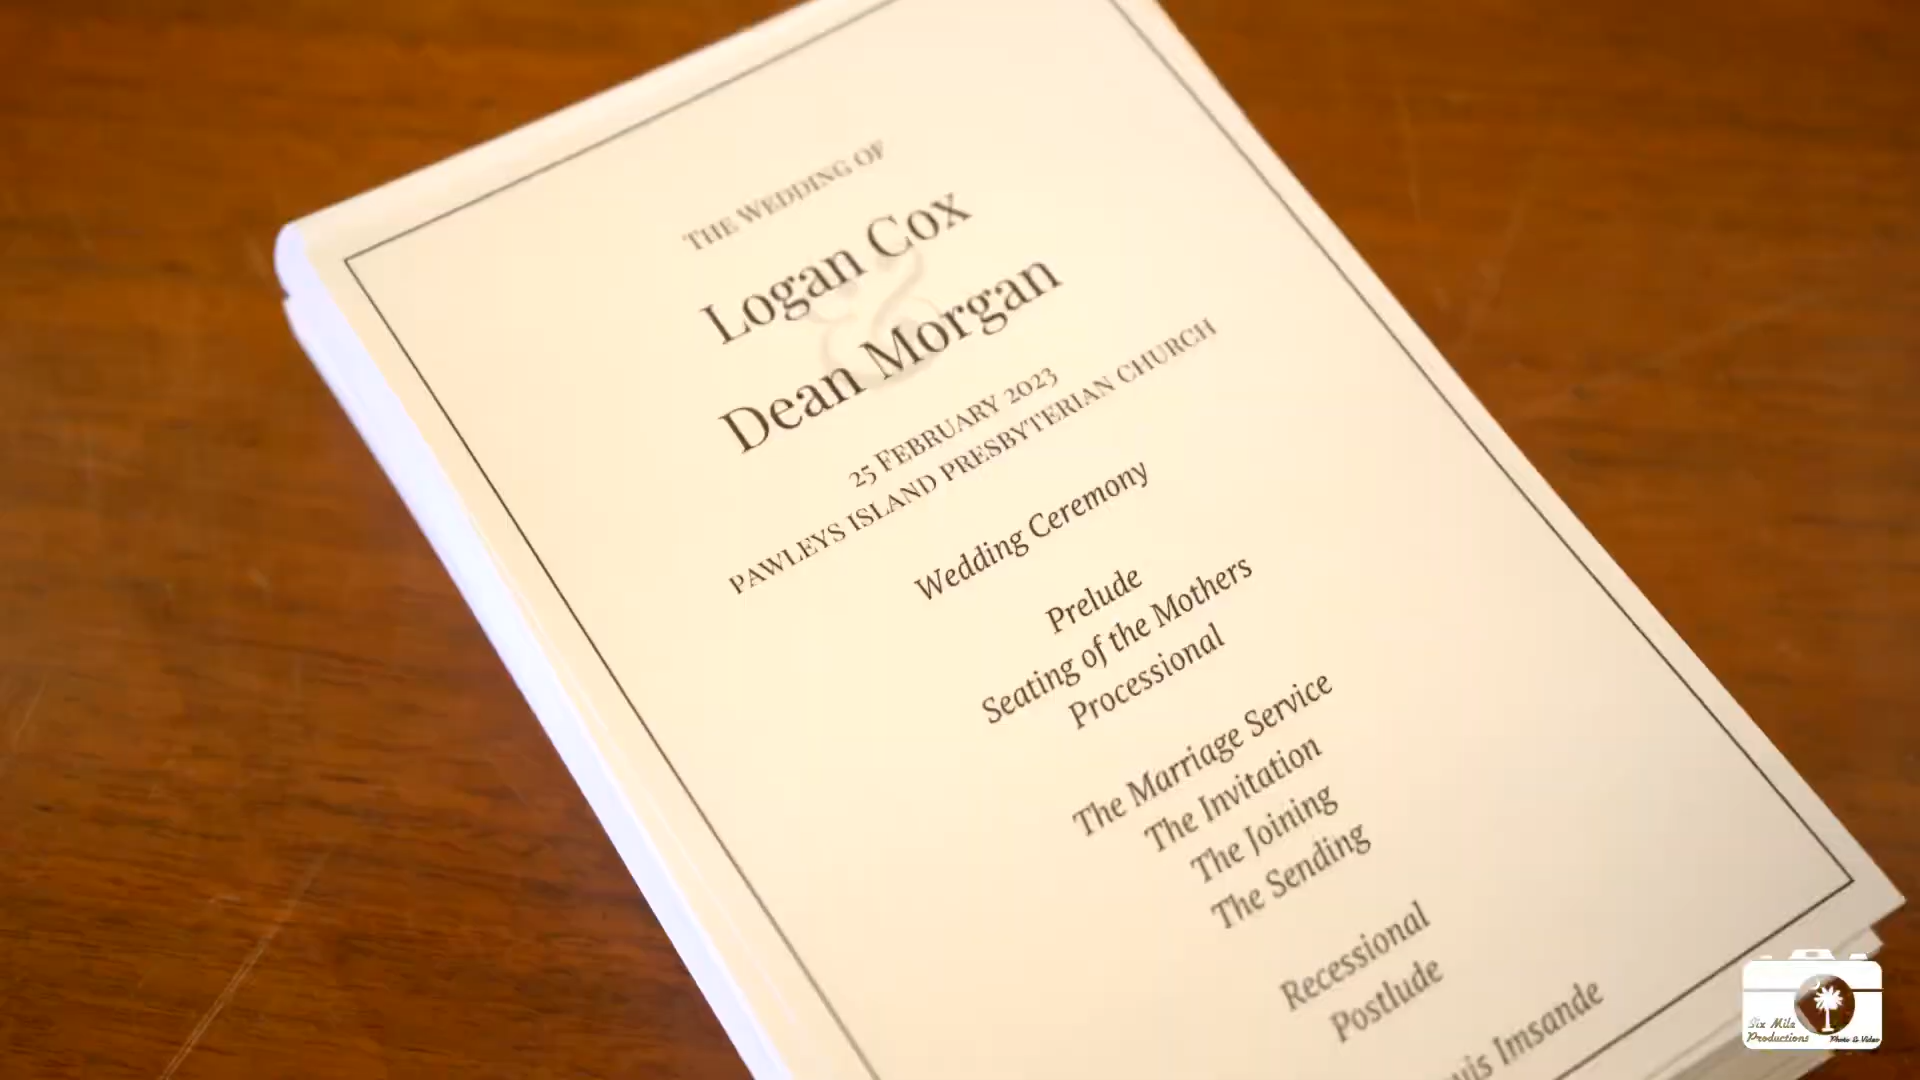 THE WEDDING OF
Logan Cox
&
Dean Morgan
25 FEBRUARY 2023
PAWLEYS ISLAND PRESBYTERIAN CHURCH
Wedding Ceremony
Prelude
Seating of the Mothers
Processional
The Marriage Service
The Invitation
The Joining
The Sending
Recessional
Postlude
Imsande
Six Mile
Productions
Photo & Video